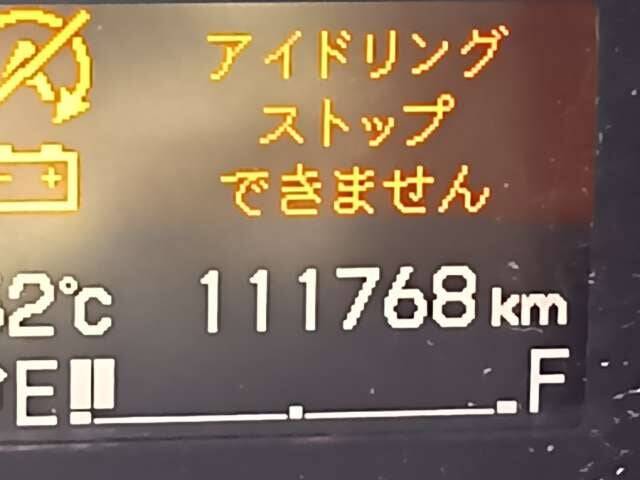 アイドリング
ストップ
できません
2℃ 111768 km
E F